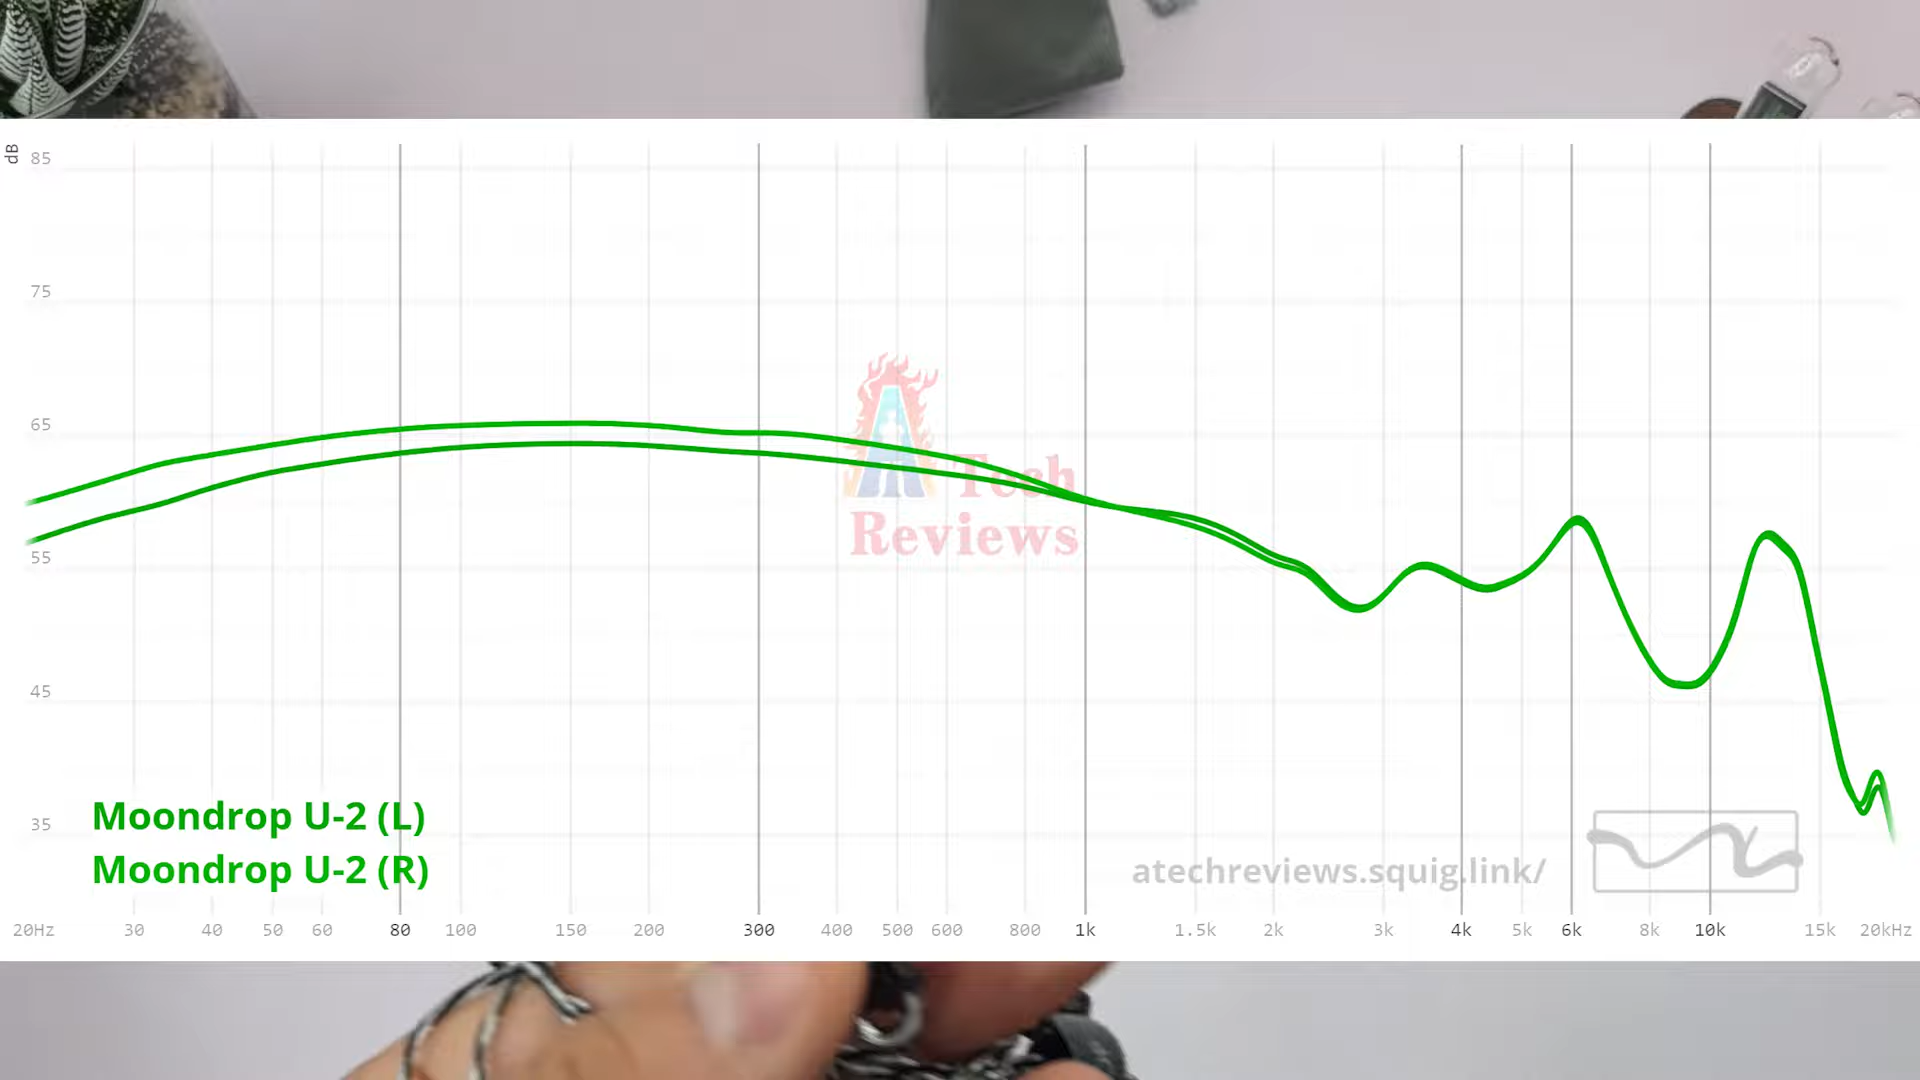 dB
85
75
65
55
45
35
A Tech
Reviews
Moondrop U-2 (L)
Moondrop U-2 (R)
atechreviews.squig.link/
20Hz 30 40 50 60 80 100 150 200 300 400 500 600 800 1k 1.5k 2k 3k 4k 5k 6k 8k 10k 15k 20kHz